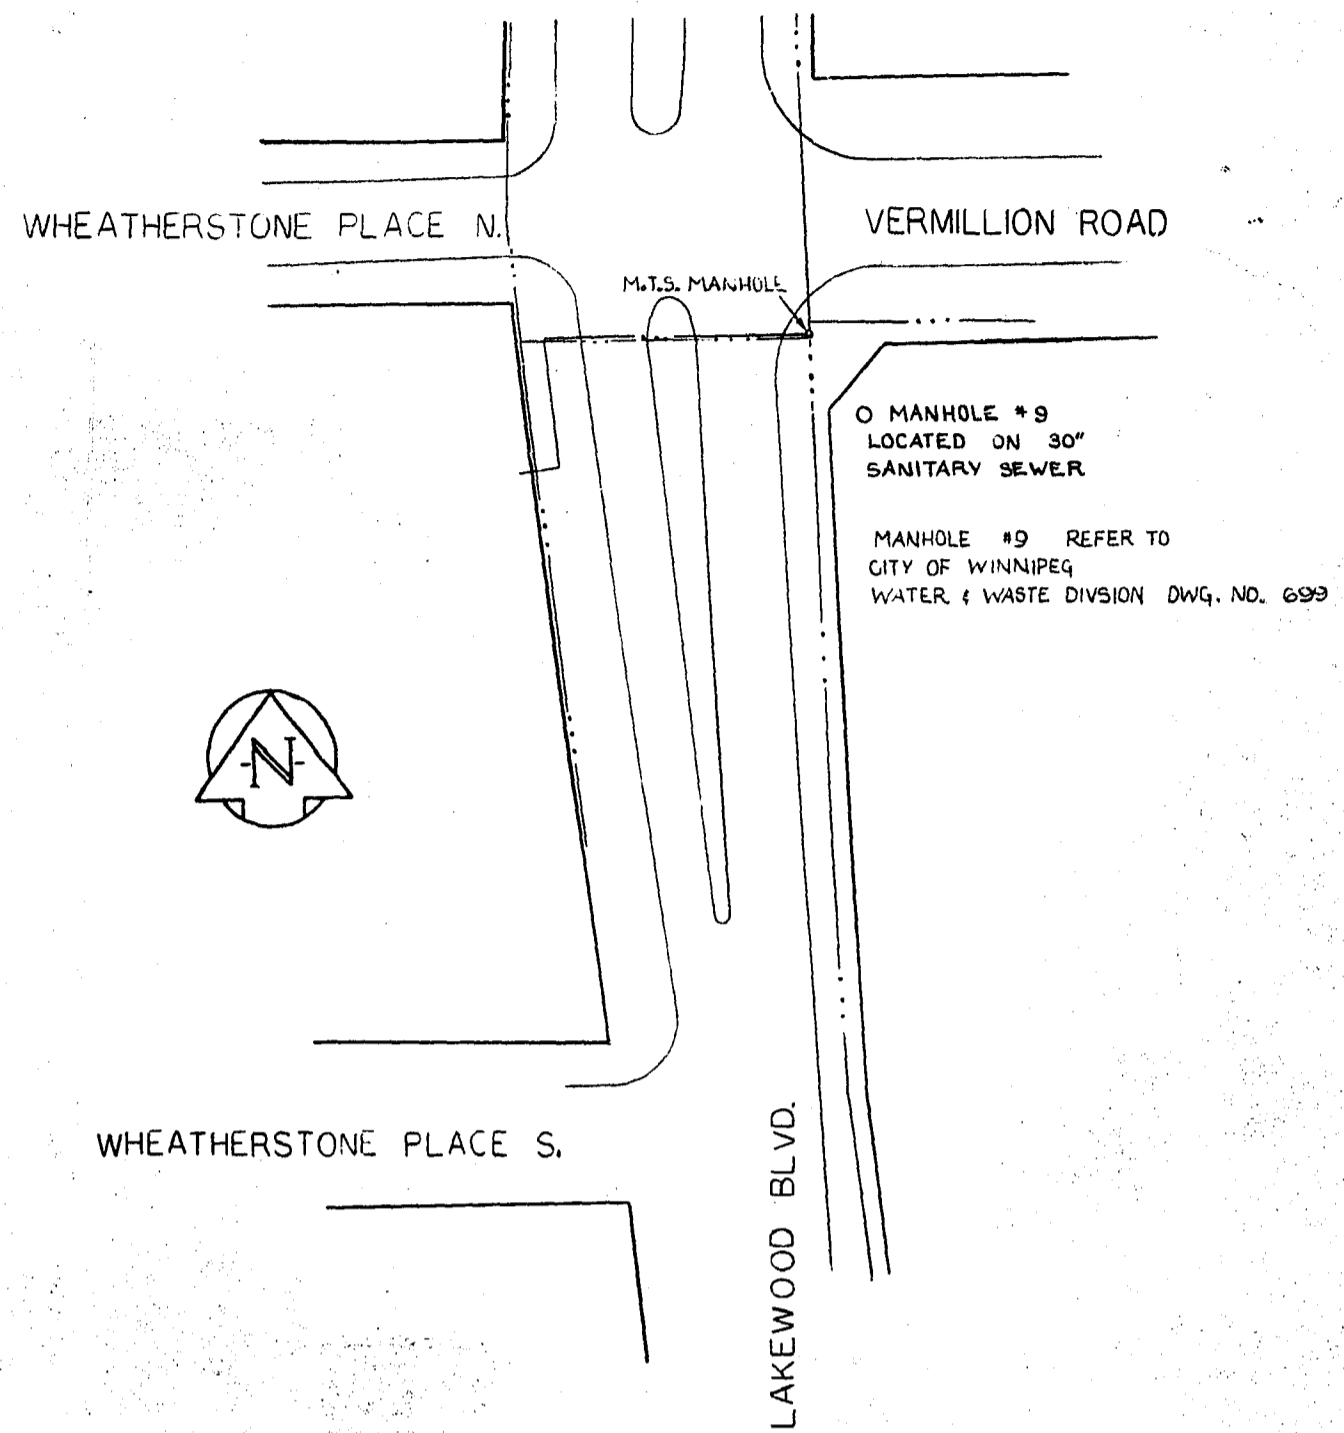 WHEATHERSTONE PLACE N.
VERMILLION ROAD
M.T.S. MANHOLE
O MANHOLE #9
LOCATED ON 30"
SANITARY SEWER
MANHOLE #9 REFER TO
CITY OF WINNIPEG
WATER & WASTE DIVSION DWG. NO. 699
N
WHEATHERSTONE PLACE S.
LAKEWOOD BLVD.